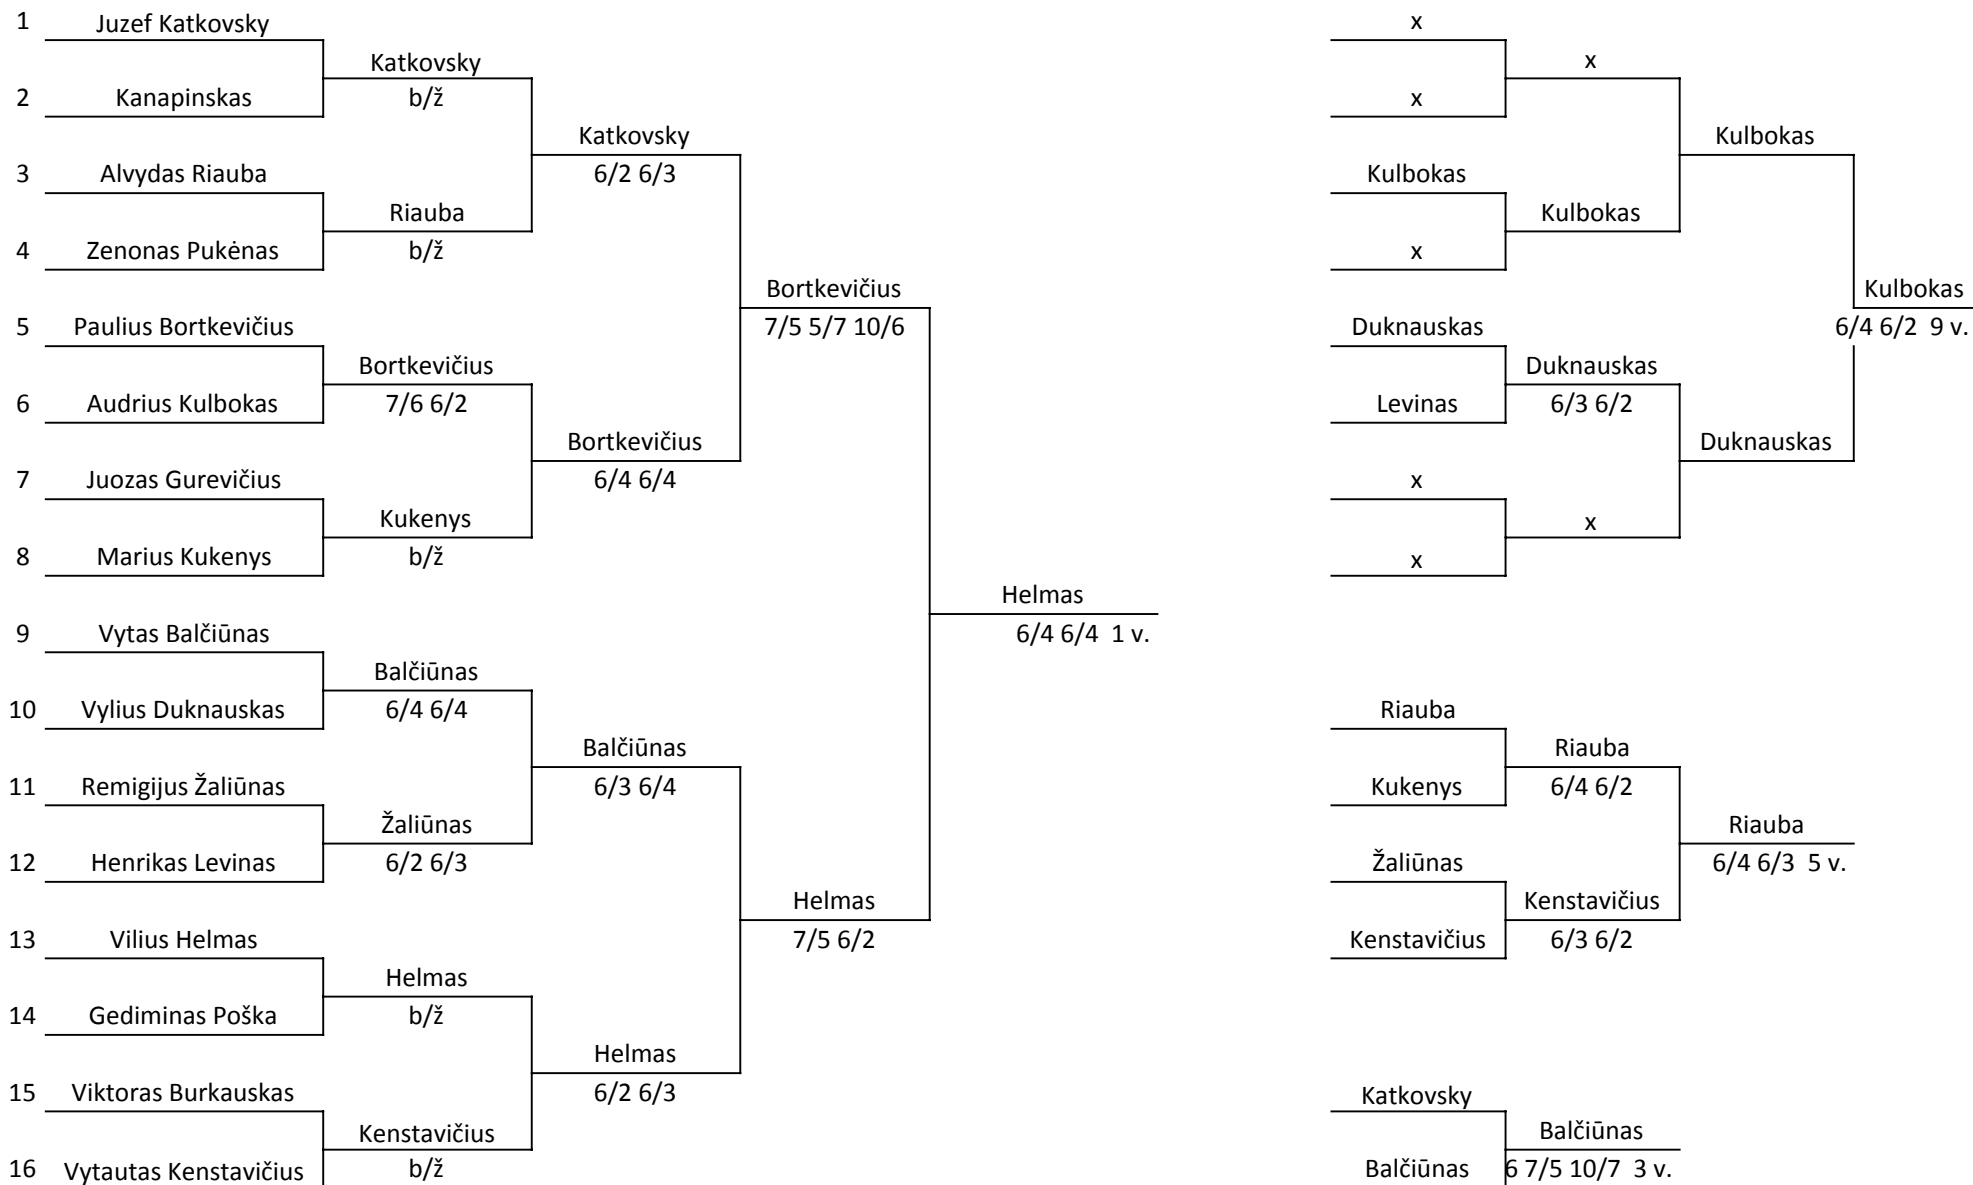 1 Juzef Katkovsky
Katkovsky
2 Kanapinskas
b/ž
Katkovsky
6/2 6/3
3 Alvydas Riauba
Riauba
4 Zenonas Pukėnas
b/ž
Bortkevičius
7/5 5/7 10/6
5 Paulius Bortkevičius
Bortkevičius
6 Audrius Kulbokas
7/6 6/2
Bortkevičius
6/4 6/4
7 Juozas Gurevičius
Kukenys
8 Marius Kukenys
b/ž
Helmas
6/4 6/4 1 v.
9 Vytas Balčiūnas
Balčiūnas
10 Vylius Duknauskas
6/4 6/4
Balčiūnas
6/3 6/4
11 Remigijus Žaliūnas
Žaliūnas
12 Henrikas Levinas
6/2 6/3
Helmas
7/5 6/2
13 Vilius Helmas
Helmas
14 Gediminas Poška
b/ž
Helmas
6/2 6/3
15 Viktoras Burkauskas
Kenstavičius
16 Vytautas Kenstavičius
b/ž
x
x
x
Kulbokas
Kulbokas
Kulbokas
x
Kulbokas
6/4 6/2 9 v.
Duknauskas
Duknauskas
Levinas
6/3 6/2
Duknauskas
x
x
x
Riauba
Riauba
Kukenys
6/4 6/2
Riauba
6/4 6/3 5 v.
Žaliūnas
Kenstavičius
Kenstavičius
6/3 6/2
Katkovsky
Balčiūnas
Balčiūnas
6 7/5 10/7 3 v.